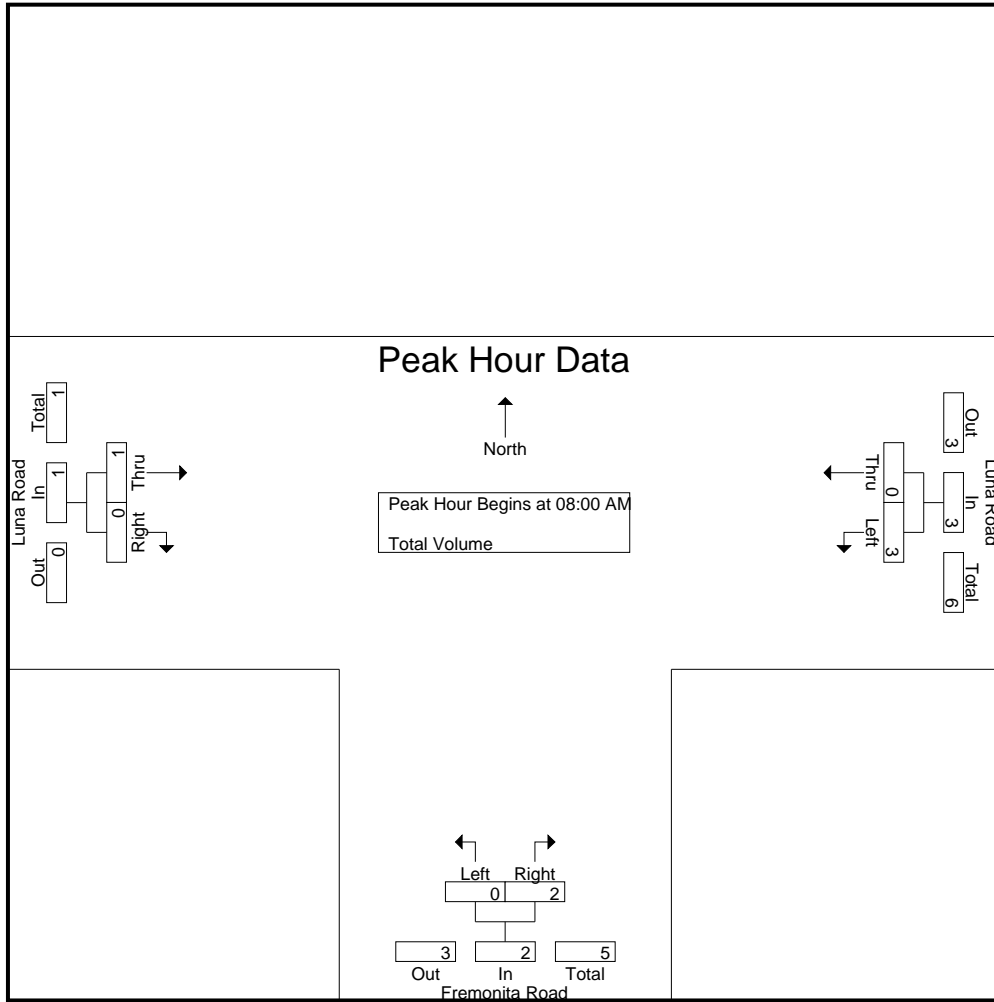 Peak Hour Data
North
Peak Hour Begins at 08:00 AM
Total Volume
Luna Road
Total
1
In
1
Out
0
Thru
1
Right
0
Luna Road
Out
3
In
3
Total
6
Thru
0
Left
3
Left Right
0 2
3 2 5
Out In Total
Fremonita Road